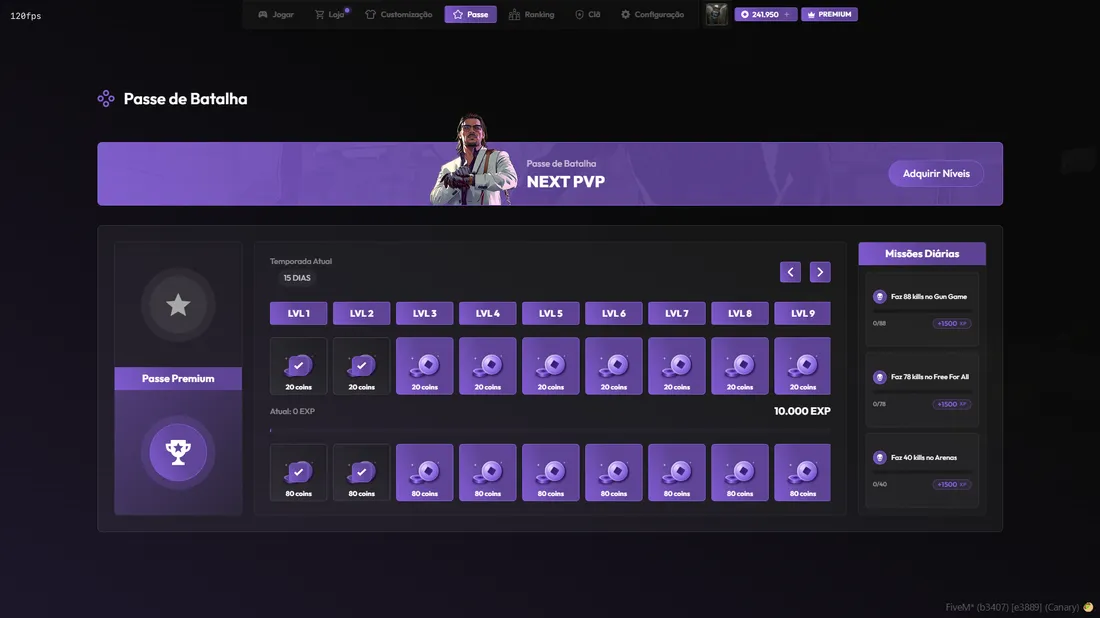 120fps
Jogar
Loja
Customização
Passe
Ranking
Clã
Configuração
241.950 +
PREMIUM
Passe de Batalha
Passe de Batalha
NEXT PVP
Adquirir Níveis
Temporada Atual
15 DIAS
LVL 1 LVL 2 LVL 3 LVL 4 LVL 5 LVL 6 LVL 7 LVL 8 LVL 9
20 coins 20 coins 20 coins 20 coins 20 coins 20 coins 20 coins 20 coins 20 coins
Passe Premium
Atual: 0 EXP
10.000 EXP
80 coins 80 coins 80 coins 80 coins 80 coins 80 coins 80 coins 80 coins 80 coins
Missões Diárias
Faz 88 kills no Gun Game
0/88
+1500 XP
Faz 78 kills no Free For All
0/78
+1500 XP
Faz 40 kills no Arenas
0/40
+1500 XP
FiveM* (b3407) [e3889] (Canary)